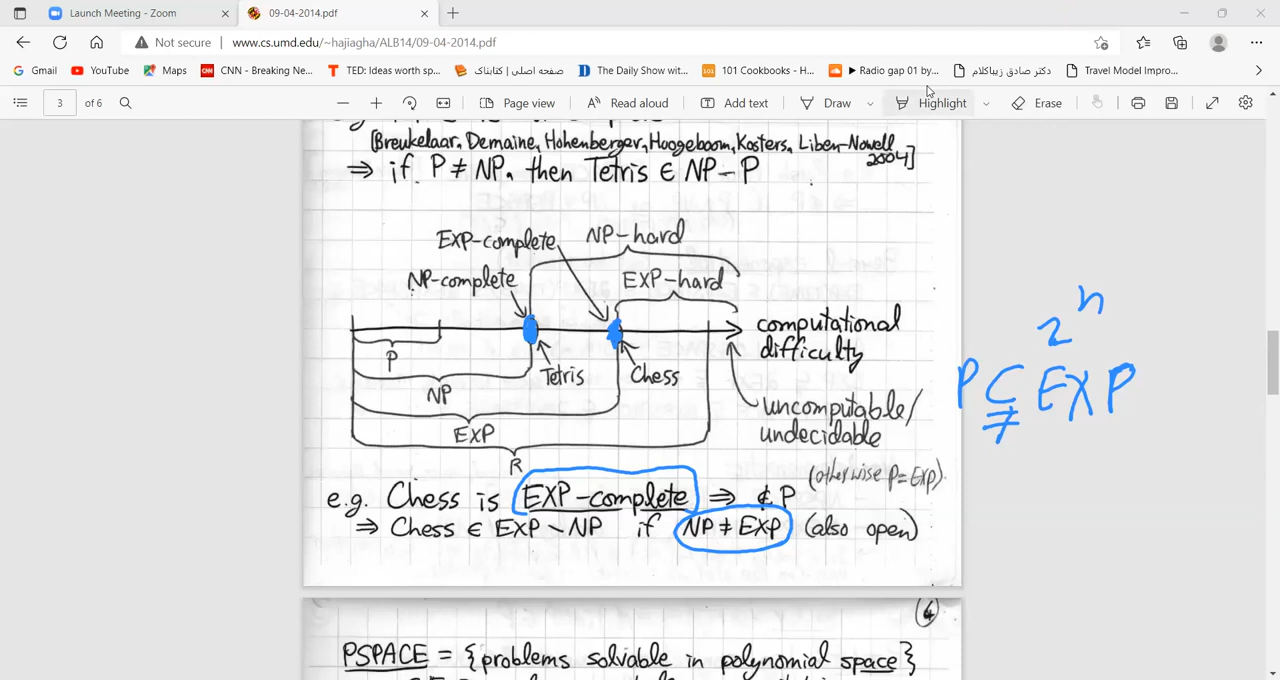 Launch Meeting - Zoom
09-04-2014.pdf
Not secure www.cs.umd.edu/~hajiagha/ALB14/09-04-2014.pdf
Gmail YouTube Maps CNN - Breaking Ne... TED: Ideas worth sp... صفحه اصلی | کتابناک The Daily Show wit... 101 Cookbooks - H... Radio gap 01 by... دکتر صادق زیباکلام Travel Model Impro...
3 of 6 Page view Read aloud Add text Draw Highlight Erase
[Breukelaar, Demaine, Hohenberger, Hoogeboom, Kosters, Liben-Nowell
2004]
⇒ if P ≠ NP, then Tetris ∈ NP - P
NP-hard
EXP-complete
NP-complete
EXP-hard
computational
difficulty
P
Tetris
Chess
NP
uncomputable/
undecidable
EXP
R
2^n
P ⊊ EXP
e.g. Chess is EXP-complete ⇒ ∉ P (otherwise P = EXP).
⇒ Chess ∈ EXP \ NP if NP ≠ EXP (also open)
4
PSPACE = {problems solvable in polynomial space}